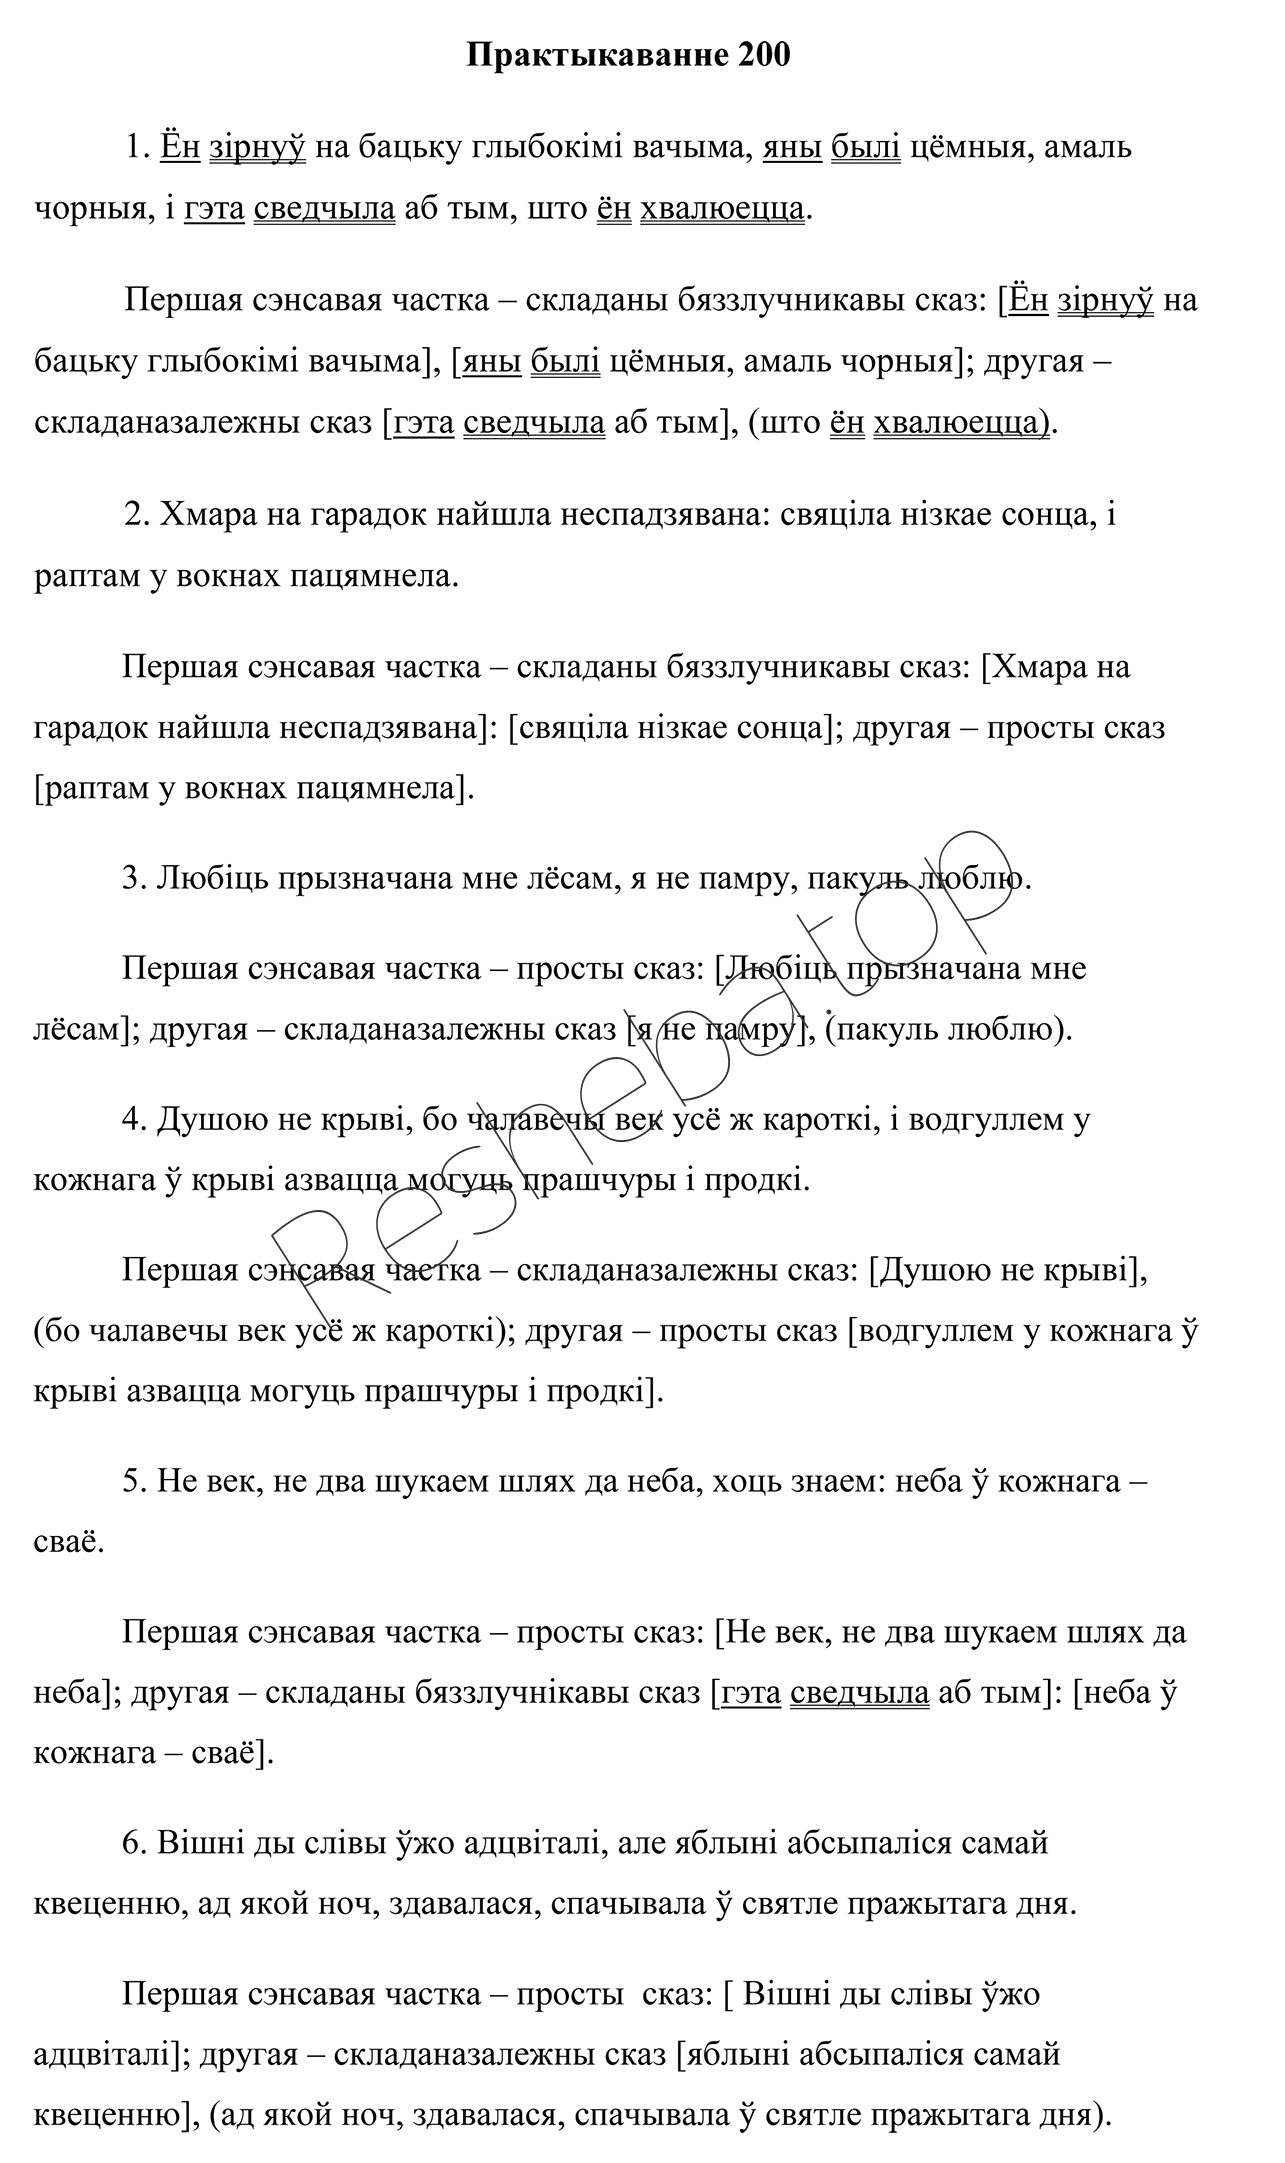 Практыкаванне 200
1. Ён зірнуў на бацьку глыбокімі вачыма, яны былі цёмныя, амаль
чорныя, і гэта сведчыла аб тым, што ён хвалюецца.
Першая сэнсавая частка – складаны бяззлучникавы сказ: [Ён зірнуў на
бацьку глыбокімі вачыма], [яны былі цёмныя, амаль чорныя]; другая –
складаназалежны сказ [гэта сведчыла аб тым], (што ён хвалюецца).
2. Хмара на гарадок найшла неспадзявана: свяціла нізкае сонца, і
раптам у вокнах пацямнела.
Першая сэнсавая частка – складаны бяззлучникавы сказ: [Хмара на
гарадок найшла неспадзявана]: [свяціла нізкае сонца]; другая – просты сказ
[раптам у вокнах пацямнела].
3. Любіць прызначана мне лёсам, я не памру, пакуль люблю.
Першая сэнсавая частка – просты сказ: [Любіць прызначана мне
лёсам]; другая – складаназалежны сказ [я не памру], (пакуль люблю).
4. Душою не крыві, бо чалавечы век усё ж кароткі, і водгуллем у
кожнага ў крыві азвацца могуць прашчуры і продкі.
Першая сэнсавая частка – складаназалежны сказ: [Душою не крыві],
(бо чалавечы век усё ж кароткі); другая – просты сказ [водгуллем у кожнага ў
крыві азвацца могуць прашчуры і продкі].
5. Не век, не два шукаем шлях да неба, хоць знаем: неба ў кожнага –
сваё.
Першая сэнсавая частка – просты сказ: [Не век, не два шукаем шлях да
неба]; другая – складаны бяззлучнікавы сказ [гэта сведчыла аб тым]: [неба ў
кожнага – сваё].
6. Вішні ды слівы ўжо адцвіталі, але яблыні абсыпаліся самай
квеценню, ад якой ноч, здавалася, спачывала ў святле пражытага дня.
Першая сэнсавая частка – просты  сказ: [ Вішні ды слівы ўжо
адцвіталі]; другая – складаназалежны сказ [яблыні абсыпаліся самай
квеценню], (ад якой ноч, здавалася, спачывала ў святле пражытага дня).
Resheba.top